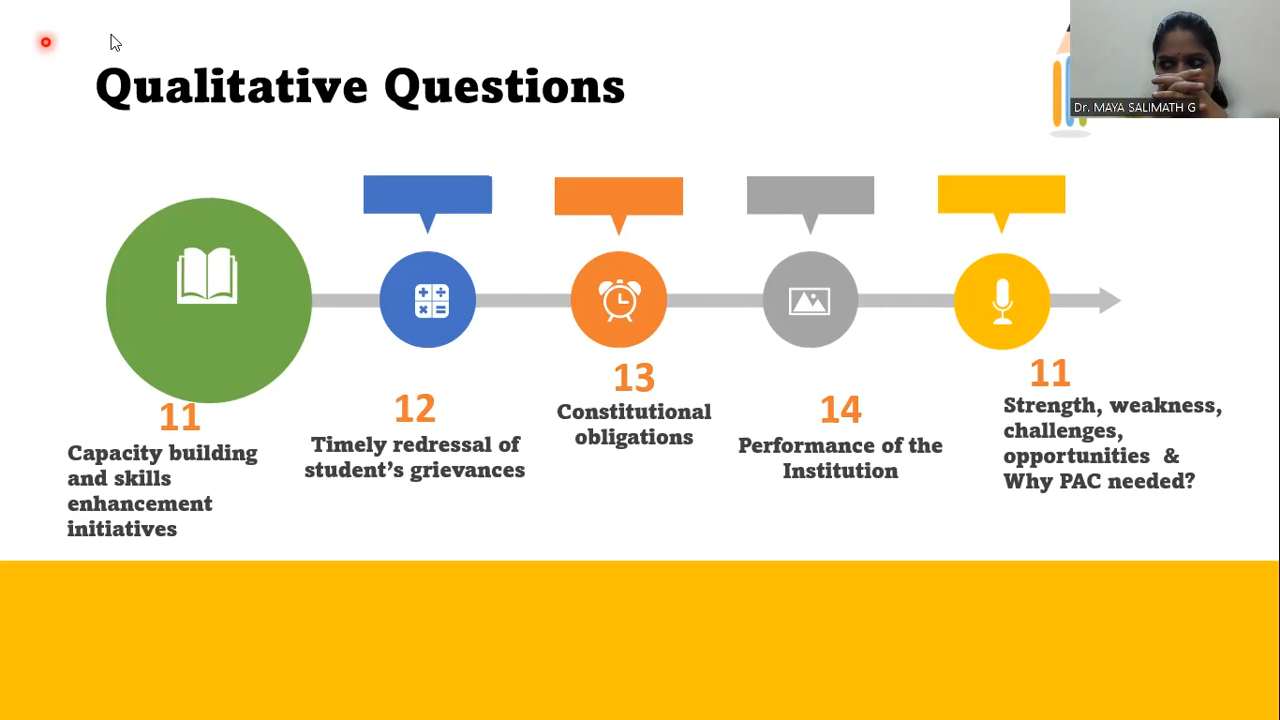 Qualitative Questions
Dr. MAYA SALIMATH G
11
Capacity building
and skills
enhancement
initiatives
12
Timely redressal of
student’s grievances
13
Constitutional
obligations
14
Performance of the
Institution
11
Strength, weakness,
challenges,
opportunities &
Why PAC needed?